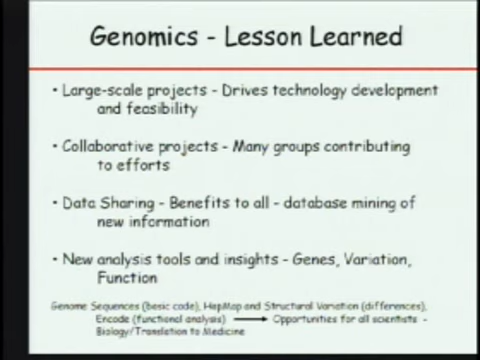 Genomics - Lesson Learned
• Large-scale projects - Drives technology development
and feasibility
• Collaborative projects - Many groups contributing
to efforts
• Data Sharing - Benefits to all - database mining of
new information
• New analysis tools and insights - Genes, Variation,
Function
Genome Sequences (basic code), HapMap and Structural Variation (differences),
Encode (functional analysis) ⟶ Opportunities for all scientists -
Biology/Translation to Medicine